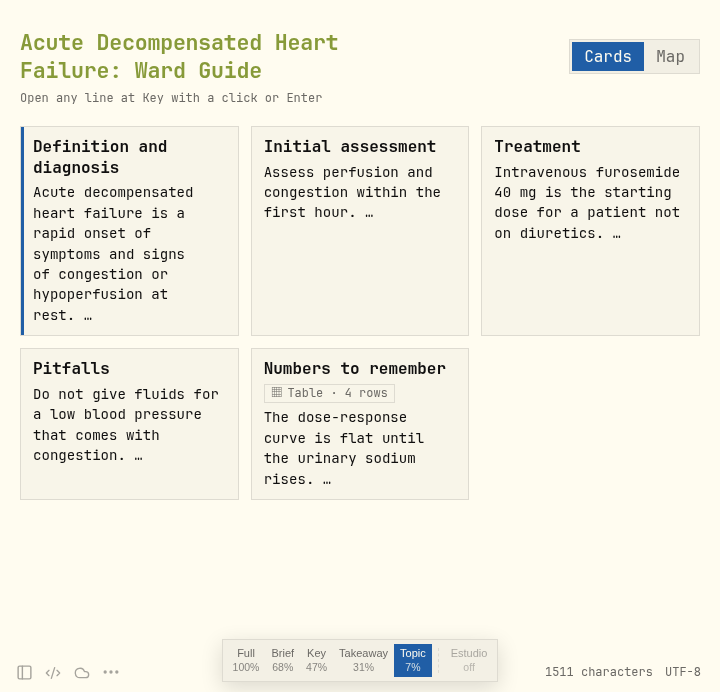 Acute Decompensated Heart
Failure: Ward Guide
Open any line at Key with a click or Enter
Cards Map
Definition and
diagnosis
Acute decompensated
heart failure is a
rapid onset of
symptoms and signs
of congestion or
hypoperfusion at
rest. …
Initial assessment
Assess perfusion and
congestion within the
first hour. …
Treatment
Intravenous furosemide
40 mg is the starting
dose for a patient not
on diuretics. …
Pitfalls
Do not give fluids for
a low blood pressure
that comes with
congestion. …
Numbers to remember
Table · 4 rows
The dose-response
curve is flat until
the urinary sodium
rises. …
Full Brief Key Takeaway Topic Estudio
100% 68% 47% 31% 7% off
1511 characters UTF-8